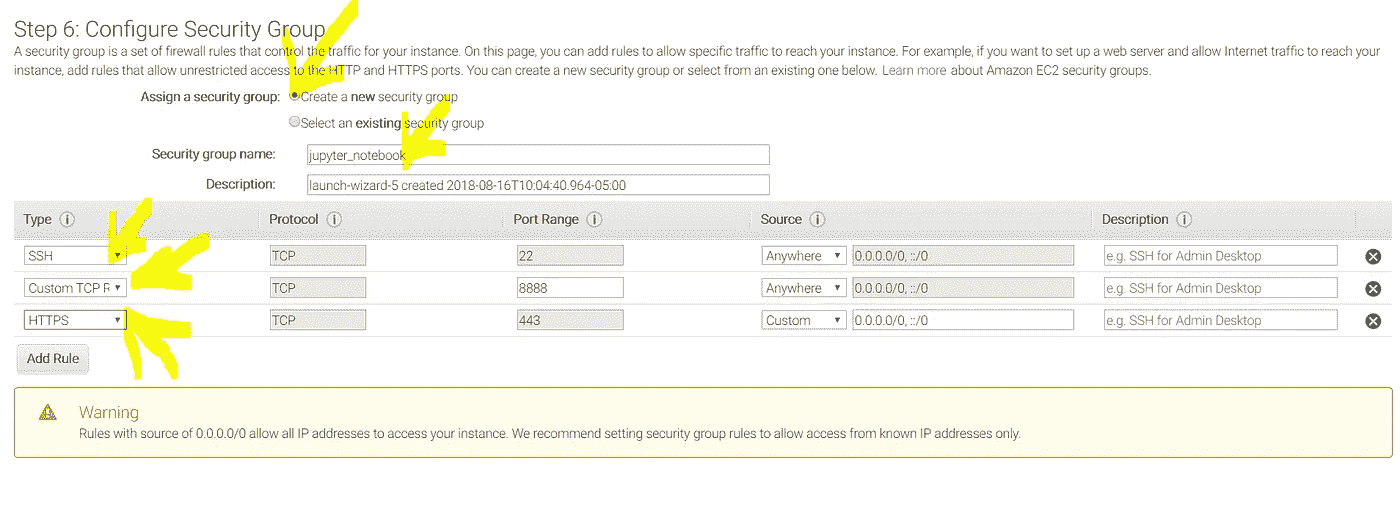 Step 6: Configure Security Group
A security group is a set of firewall rules that control the traffic for your instance. On this page, you can add rules to allow specific traffic to reach your instance. For example, if you want to set up a web server and allow Internet traffic to reach your
instance, add rules that allow unrestricted access to the HTTP and HTTPS ports. You can create a new security group or select from an existing one below. Learn more about Amazon EC2 security groups.
Assign a security group: Create a new security group
Select an existing security group
Security group name: jupyter_notebook
Description: launch-wizard-5 created 2018-08-16T10:04:40.964-05:00
Type i Protocol i Port Range i Source i Description i
SSH TCP 22 Anywhere 0.0.0.0/0, ::/0 e.g. SSH for Admin Desktop
Custom TCP R TCP 8888 Anywhere 0.0.0.0/0, ::/0 e.g. SSH for Admin Desktop
HTTPS TCP 443 Custom 0.0.0.0/0, ::/0 e.g. SSH for Admin Desktop
Add Rule
Warning
Rules with source of 0.0.0.0/0 allow all IP addresses to access your instance. We recommend setting security group rules to allow access from known IP addresses only.